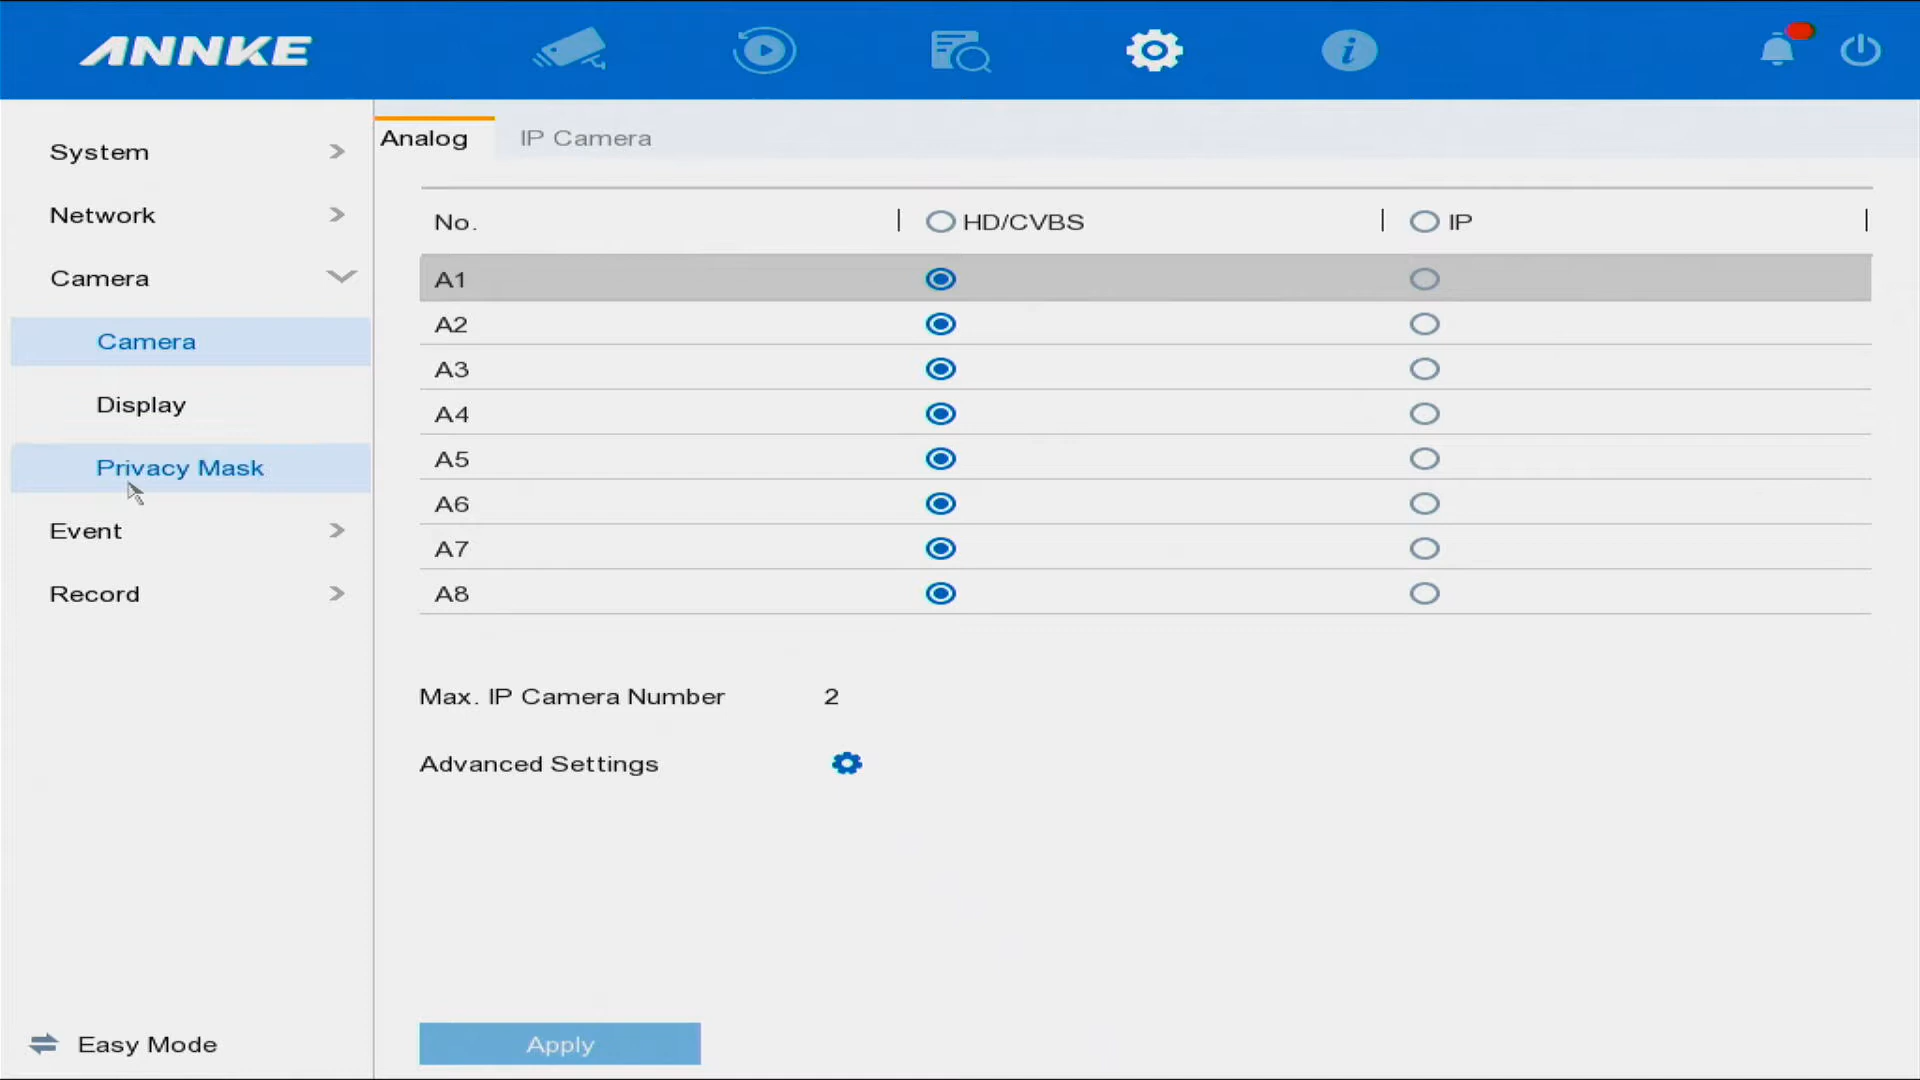 ANNKE
System
Network
Camera
Camera
Display
Privacy Mask
Event
Record
Easy Mode
Analog IP Camera
No. HD/CVBS IP
A1
A2
A3
A4
A5
A6
A7
A8
Max. IP Camera Number 2
Advanced Settings
Apply